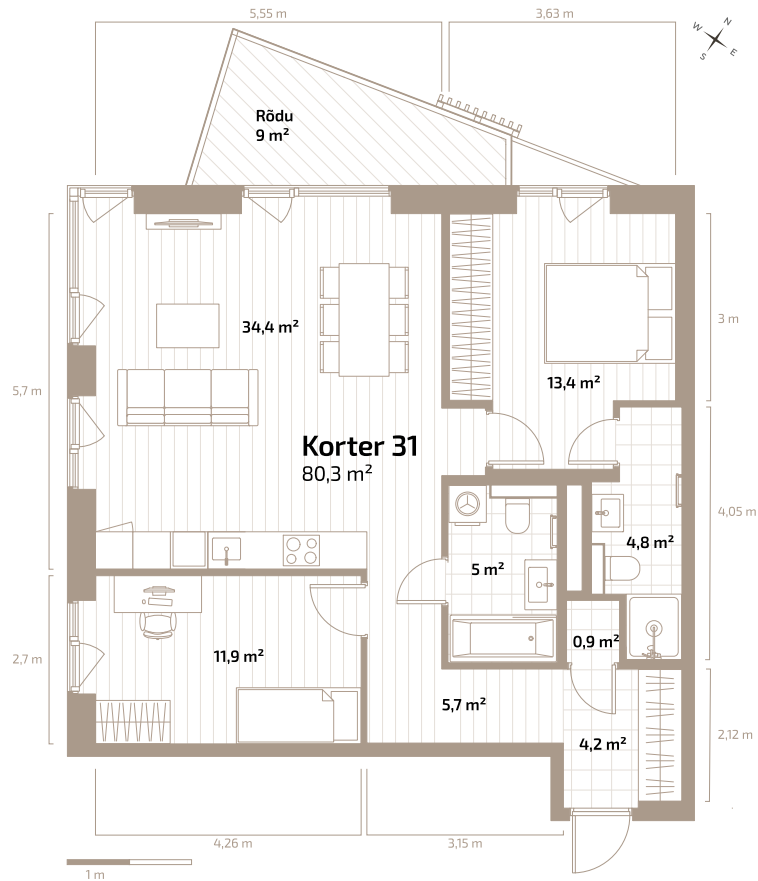 5,55 m
3,63 m
N
W
E
S
Rõdu
9 m²
34,4 m²
3 m
13,4 m²
5,7 m
Korter 31
80,3 m²
4,05 m
4,8 m²
5 m²
0,9 m²
2,7 m
11,9 m²
5,7 m²
4,2 m²
2,12 m
4,26 m
3,15 m
1 m